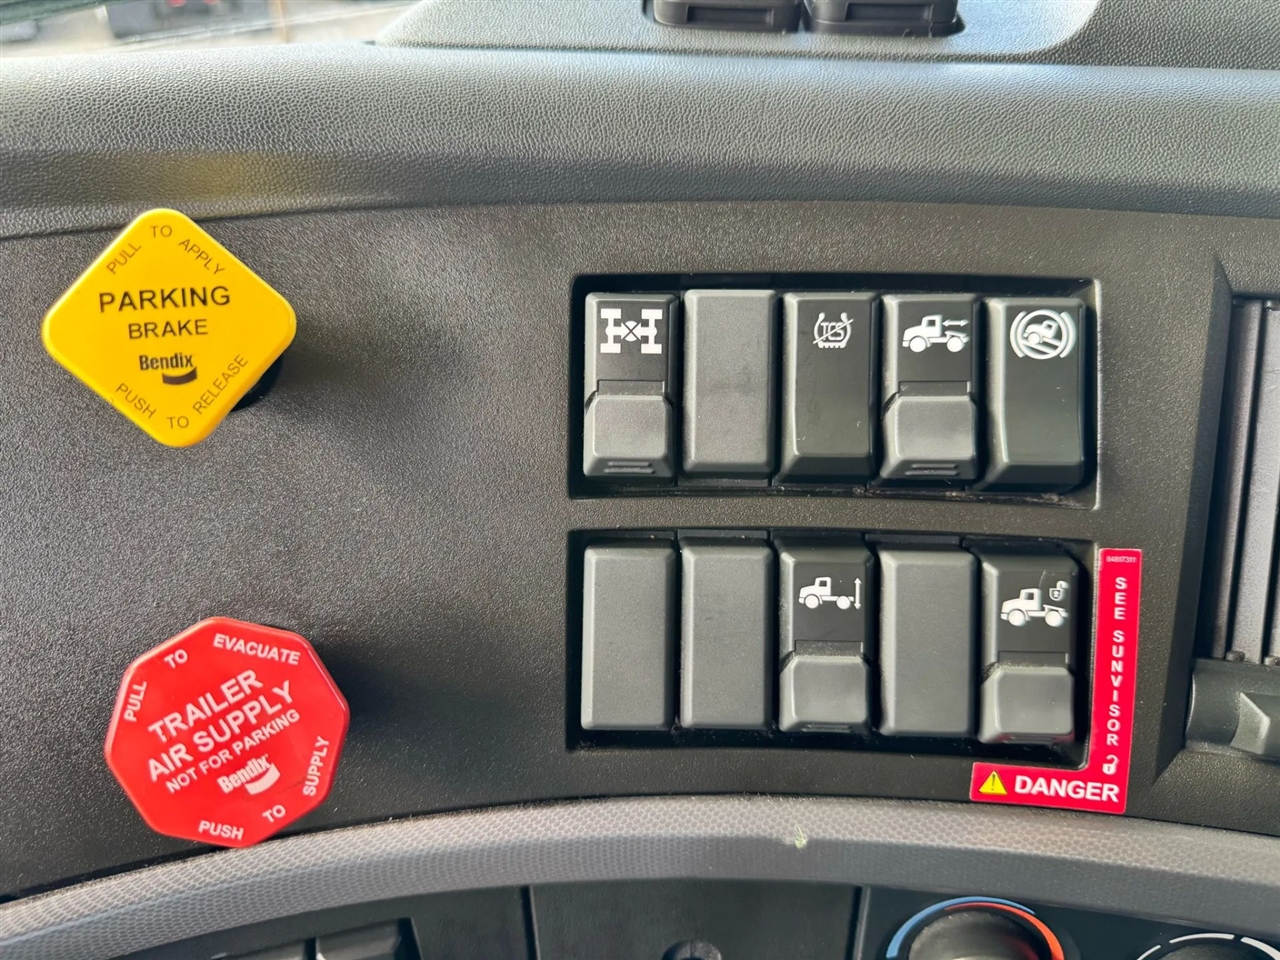 PULL TO APPLY
PARKING
BRAKE
Bendix
PUSH TO RELEASE
PULL TO EVACUATE
TRAILER
AIR SUPPLY
NOT FOR PARKING
Bendix
PUSH TO SUPPLY
TCS
SEE SUNVISOR
DANGER